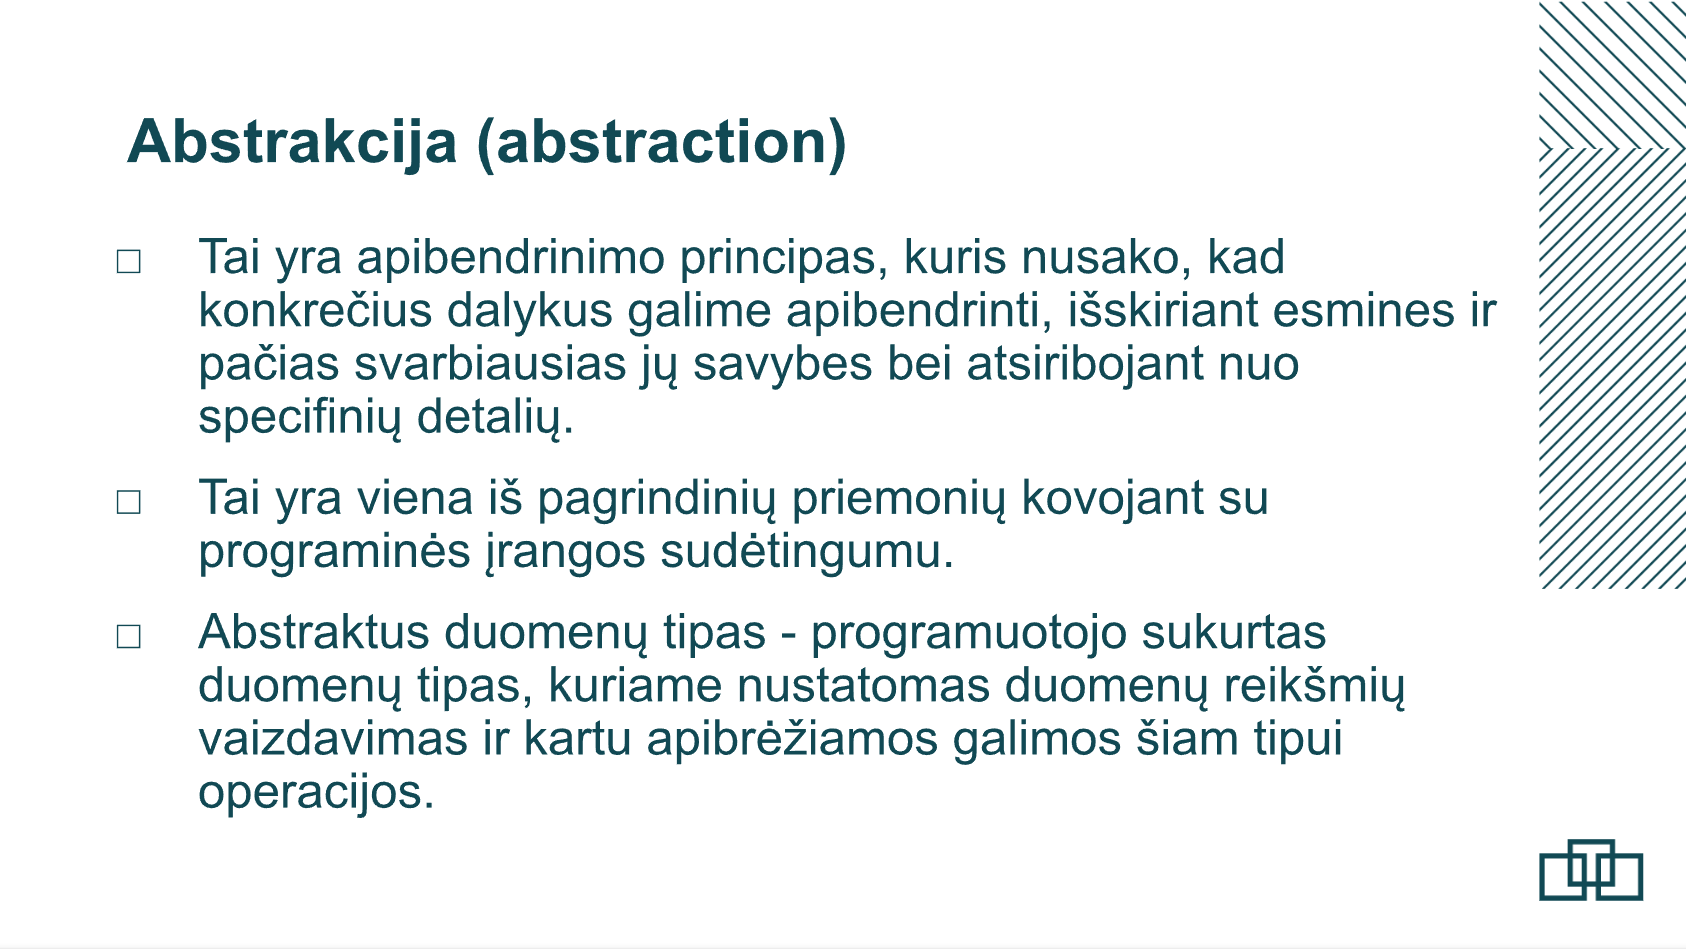 Abstrakcija (abstraction)
□ Tai yra apibendrinimo principas, kuris nusako, kad
konkrečius dalykus galime apibendrinti, išskiriant esmines ir
pačias svarbiausias jų savybes bei atsiribojant nuo
specifinių detalių.
□ Tai yra viena iš pagrindinių priemonių kovojant su
programinės įrangos sudėtingumu.
□ Abstraktus duomenų tipas - programuotojo sukurtas
duomenų tipas, kuriame nustatomas duomenų reikšmių
vaizdavimas ir kartu apibrėžiamos galimos šiam tipui
operacijos.